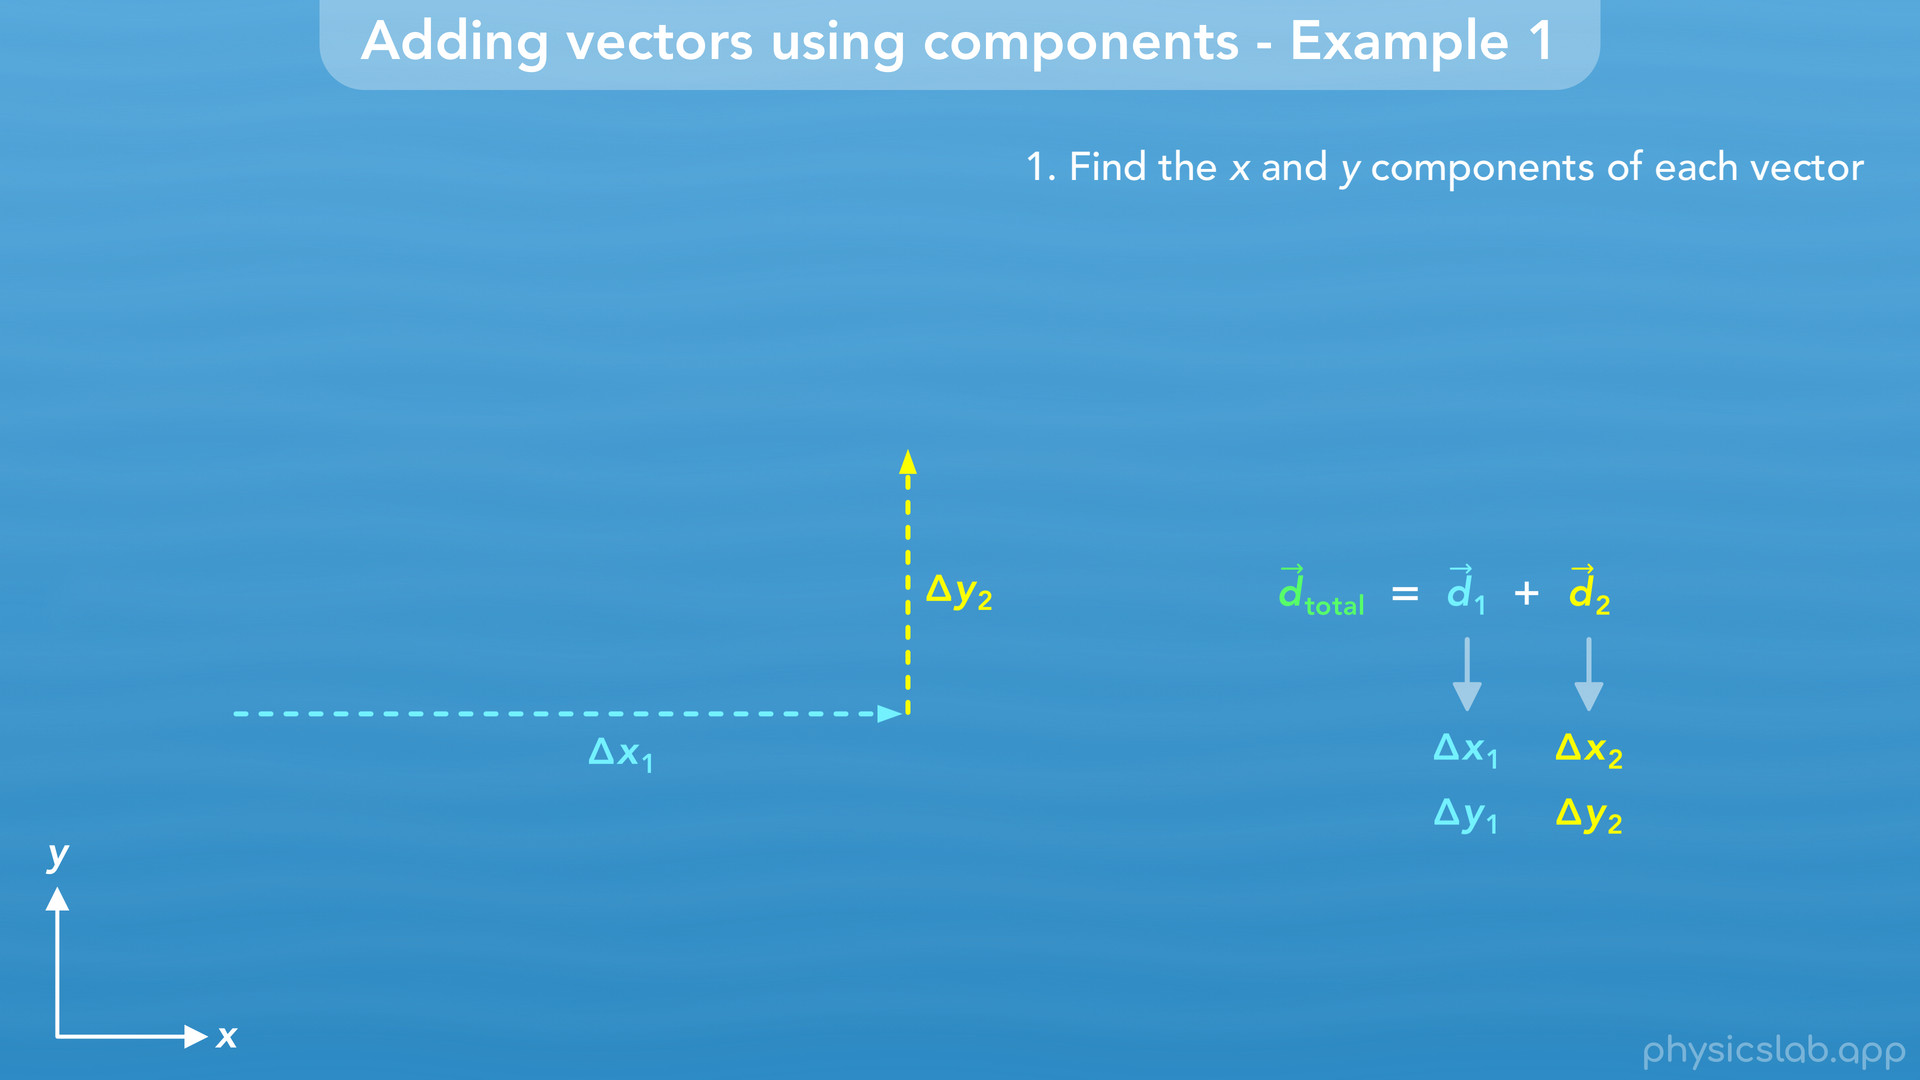 Adding vectors using components - Example 1
1. Find the x and y components of each vector
Δy₂
d⃗total = d⃗₁ + d⃗₂
Δx₁
Δx₁ Δx₂
Δy₁ Δy₂
y
x
physicslab.app